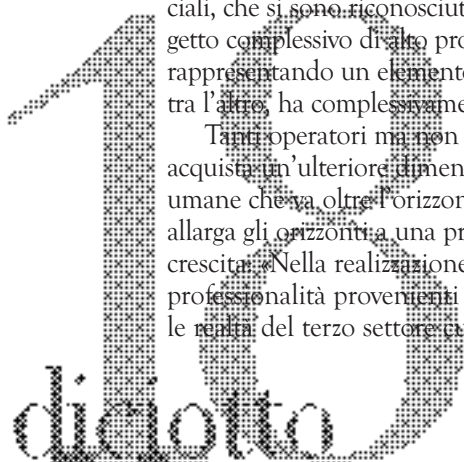 ciali, che si sono riconosciut
getto complessivo di alto pro
rappresentando un elemento
tra l'altro, ha complessivame
Tanti operatori ma non
acquista un'ulteriore dimen
umane che va oltre l'orizzon
allarga gli orizzonti a una pr
crescita: «Nella realizzazione
professionalità provenienti
le realtà del terzo settore cu
18
diciotto